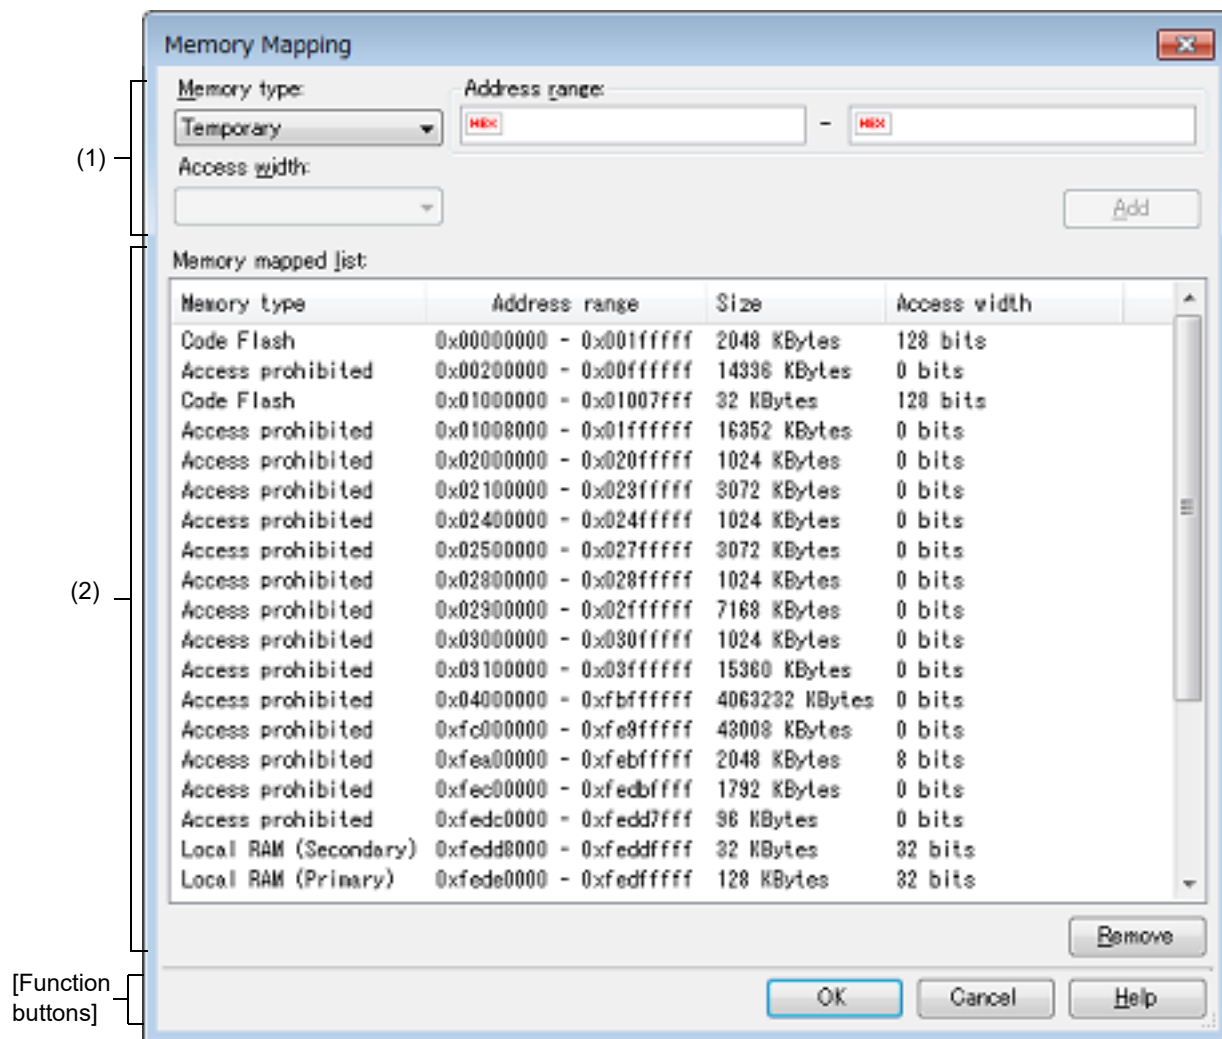 Memory Mapping
Memory type:
Address range:
Temporary
HEX - HEX
(1)
Access width:
Add
Memory mapped list:
Memory type Address range Size Access width
Code Flash 0x00000000 - 0x001fffff 2048 KBytes 128 bits
Access prohibited 0x00200000 - 0x00ffffff 14336 KBytes 0 bits
Code Flash 0x01000000 - 0x01007fff 32 KBytes 128 bits
Access prohibited 0x01008000 - 0x01ffffff 16352 KBytes 0 bits
Access prohibited 0x02000000 - 0x020fffff 1024 KBytes 0 bits
Access prohibited 0x02100000 - 0x023fffff 3072 KBytes 0 bits
Access prohibited 0x02400000 - 0x024fffff 1024 KBytes 0 bits
Access prohibited 0x02500000 - 0x027fffff 3072 KBytes 0 bits
(2)
Access prohibited 0x02800000 - 0x028fffff 1024 KBytes 0 bits
Access prohibited 0x02900000 - 0x02ffffff 7168 KBytes 0 bits
Access prohibited 0x03000000 - 0x030fffff 1024 KBytes 0 bits
Access prohibited 0x03100000 - 0x03ffffff 15360 KBytes 0 bits
Access prohibited 0x04000000 - 0xfbffffff 4063232 KBytes 0 bits
Access prohibited 0xfc000000 - 0xfe9fffff 43008 KBytes 0 bits
Access prohibited 0xfea00000 - 0xfebfffff 2048 KBytes 8 bits
Access prohibited 0xfec00000 - 0xfedbffff 1792 KBytes 0 bits
Access prohibited 0xfedc0000 - 0xfedd7fff 96 KBytes 0 bits
Local RAM (Secondary) 0xfedd8000 - 0xfeddffff 32 KBytes 32 bits
Local RAM (Primary) 0xfede0000 - 0xfedfffff 128 KBytes 32 bits
Remove
[Function
buttons]
OK Cancel Help